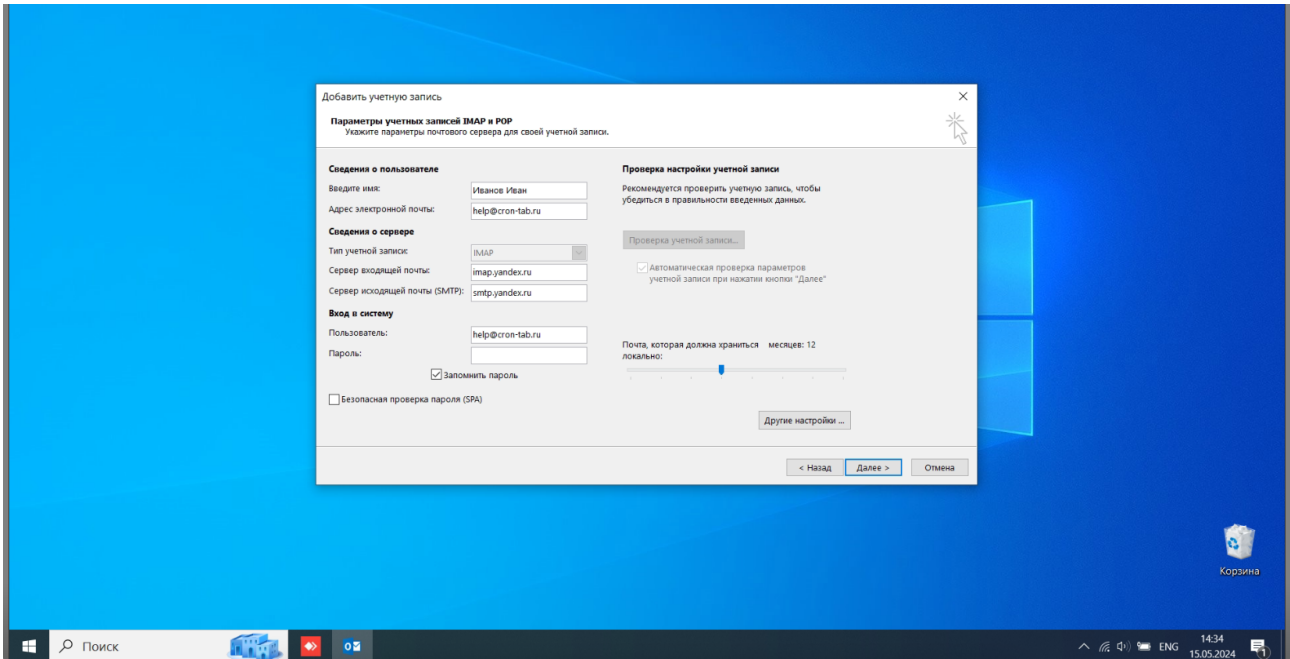 Добавить учетную запись
Параметры учетных записей IMAP и POP
Укажите параметры почтового сервера для своей учетной записи.
Сведения о пользователе
Введите имя: Иванов Иван
Адрес электронной почты: help@cron-tab.ru
Сведения о сервере
Тип учетной записи: IMAP
Сервер входящей почты: imap.yandex.ru
Сервер исходящей почты (SMTP): smtp.yandex.ru
Вход в систему
Пользователь: help@cron-tab.ru
Пароль:
Запомнить пароль
Безопасная проверка пароля (SPA)
Проверка настройки учетной записи
Рекомендуется проверить учетную запись, чтобы
убедиться в правильности введенных данных.
Проверка учетной записи...
Автоматическая проверка параметров
учетной записи при нажатии кнопки "Далее"
Почта, которая должна храниться месяцев: 12
локально:
Другие настройки ...
< Назад Далее > Отмена
Корзина
Поиск
ENG
14:34
15.05.2024
1